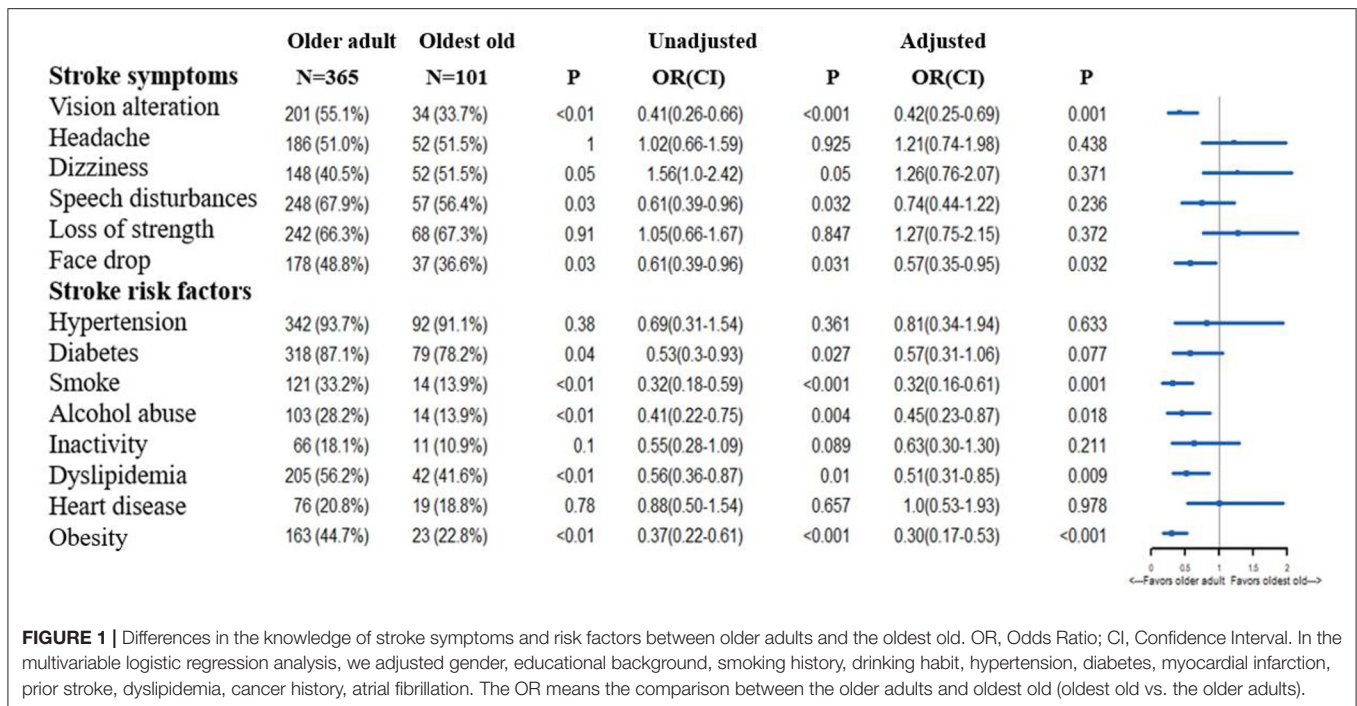 Older adult Oldest old Unadjusted Adjusted
Stroke symptoms N=365 N=101 P OR(CI) P OR(CI) P
Vision alteration 201 (55.1%) 34 (33.7%) <0.01 0.41(0.26-0.66) <0.001 0.42(0.25-0.69) 0.001
Headache 186 (51.0%) 52 (51.5%) 1 1.02(0.66-1.59) 0.925 1.21(0.74-1.98) 0.438
Dizziness 148 (40.5%) 52 (51.5%) 0.05 1.56(1.0-2.42) 0.05 1.26(0.76-2.07) 0.371
Speech disturbances 248 (67.9%) 57 (56.4%) 0.03 0.61(0.39-0.96) 0.032 0.74(0.44-1.22) 0.236
Loss of strength 242 (66.3%) 68 (67.3%) 0.91 1.05(0.66-1.67) 0.847 1.27(0.75-2.15) 0.372
Face drop 178 (48.8%) 37 (36.6%) 0.03 0.61(0.39-0.96) 0.031 0.57(0.35-0.95) 0.032
Stroke risk factors
Hypertension 342 (93.7%) 92 (91.1%) 0.38 0.69(0.31-1.54) 0.361 0.81(0.34-1.94) 0.633
Diabetes 318 (87.1%) 79 (78.2%) 0.04 0.53(0.3-0.93) 0.027 0.57(0.31-1.06) 0.077
Smoke 121 (33.2%) 14 (13.9%) <0.01 0.32(0.18-0.59) <0.001 0.32(0.16-0.61) 0.001
Alcohol abuse 103 (28.2%) 14 (13.9%) <0.01 0.41(0.22-0.75) 0.004 0.45(0.23-0.87) 0.018
Inactivity 66 (18.1%) 11 (10.9%) 0.1 0.55(0.28-1.09) 0.089 0.63(0.30-1.30) 0.211
Dyslipidemia 205 (56.2%) 42 (41.6%) <0.01 0.56(0.36-0.87) 0.01 0.51(0.31-0.85) 0.009
Heart disease 76 (20.8%) 19 (18.8%) 0.78 0.88(0.50-1.54) 0.657 1.0(0.53-1.93) 0.978
Obesity 163 (44.7%) 23 (22.8%) <0.01 0.37(0.22-0.61) <0.001 0.30(0.17-0.53) <0.001
0 0.5 1 1.5 2
<---Favors older adult Favors oldest old--->
FIGURE 1 | Differences in the knowledge of stroke symptoms and risk factors between older adults and the oldest old. OR, Odds Ratio; CI, Confidence Interval. In the
multivariable logistic regression analysis, we adjusted gender, educational background, smoking history, drinking habit, hypertension, diabetes, myocardial infarction,
prior stroke, dyslipidemia, cancer history, atrial fibrillation. The OR means the comparison between the older adults and oldest old (oldest old vs. the older adults).